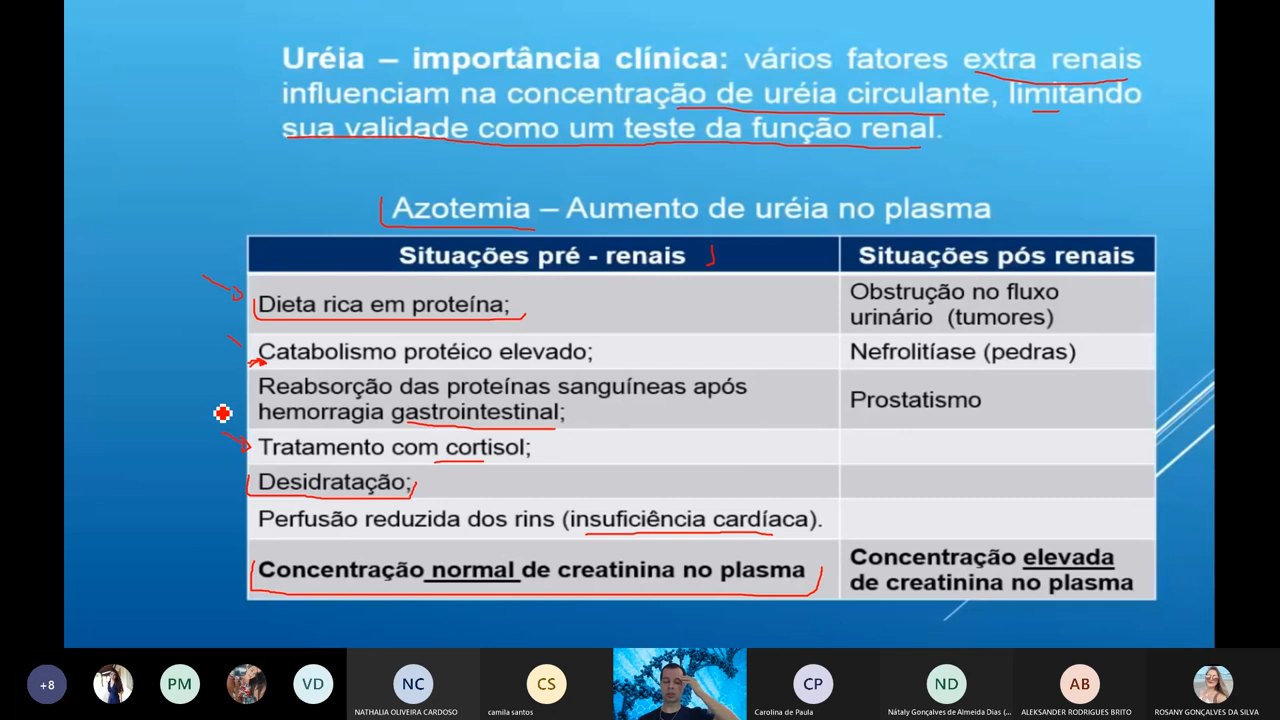 Uréia – importância clínica: vários fatores extra renais
influenciam na concentração de uréia circulante, limitando
sua validade como um teste da função renal.
Azotemia – Aumento de uréia no plasma
Situações pré - renais
Situações pós renais
Dieta rica em proteína;
Obstrução no fluxo
urinário (tumores)
Catabolismo protéico elevado;
Nefrolitíase (pedras)
Reabsorção das proteínas sanguíneas após
hemorragia gastrointestinal;
Prostatismo
Tratamento com cortisol;
Desidratação;
Perfusão reduzida dos rins (insuficiência cardíaca).
Concentração normal de creatinina no plasma
Concentração elevada
de creatinina no plasma
+8
PM
VD
NC
CS
CP
ND
AB
NATHALIA OLIVEIRA CARDOSO
camila santos
Carolina de Paula
Nátaly Gonçalves de Almeida Dias (...
ALEKSANDER RODRIGUES BRITO
ROSANY GONÇALVES DA SILVA